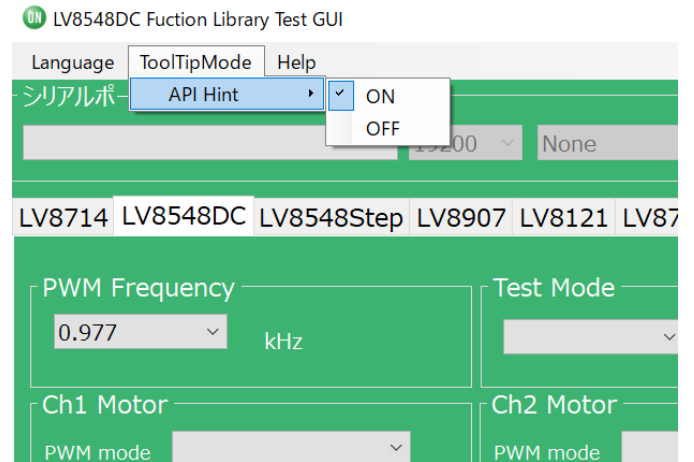 ON LV8548DC Fuction Library Test GUI
Language ToolTipMode Help
シリアルポー API Hint ON
OFF
19200 None
LV8714 LV8548DC LV8548Step LV8907 LV8121 LV87
PWM Frequency Test Mode
0.977 kHz
Ch1 Motor Ch2 Motor
PWM mode PWM mode